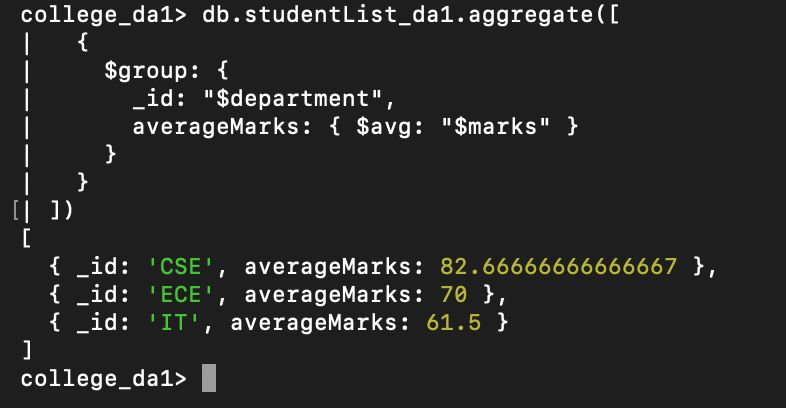 college_da1> db.studentList_da1.aggregate([
|   {
|     $group: {
|       _id: "$department",
|       averageMarks: { $avg: "$marks" }
|     }
|   }
[| ])
[
  { _id: 'CSE', averageMarks: 82.66666666666667 },
  { _id: 'ECE', averageMarks: 70 },
  { _id: 'IT', averageMarks: 61.5 }
]
college_da1>